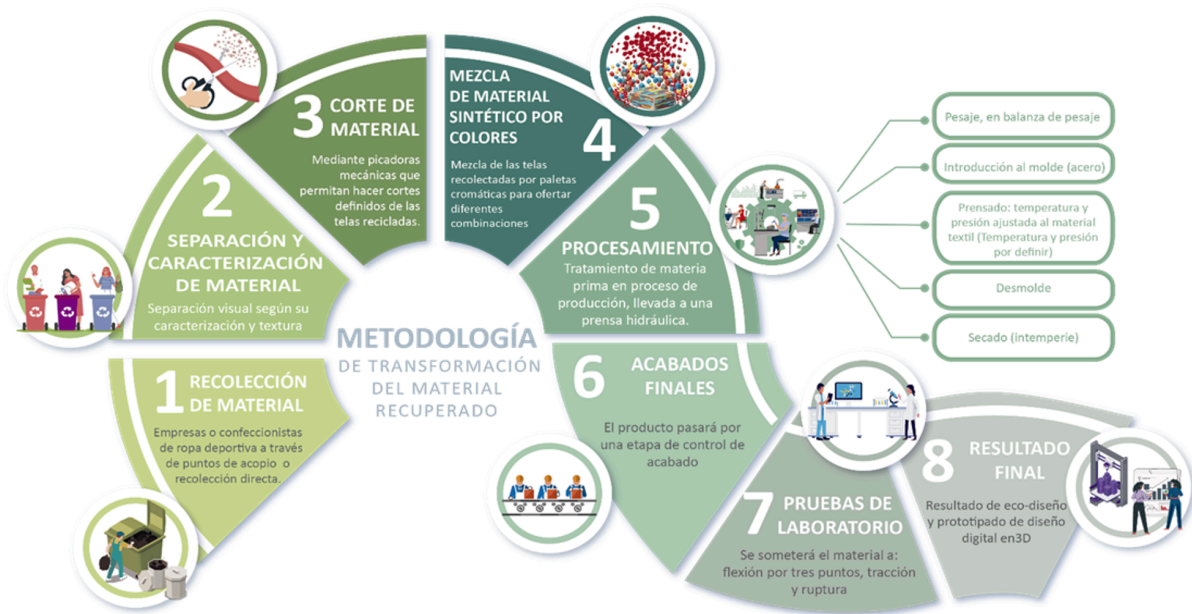 METODOLOGÍA
DE TRANSFORMACIÓN
DEL MATERIAL
RECUPERADO
1 RECOLECCIÓN
DE MATERIAL
Empresas o confeccionistas
de ropa deportiva a través
de puntos de acopio o
recolección directa.
2
SEPARACIÓN Y
CARACTERIZACIÓN
DE MATERIAL
Separación visual según su
caracterización y textura
3 CORTE DE
MATERIAL
Mediante picadoras
mecánicas que
permitan hacer cortes
definidos de las
telas recicladas.
MEZCLA
DE MATERIAL
SINTÉTICO POR
COLORES
4
Mezcla de las telas
recolectadas por paletas
cromáticas para ofertar
diferentes
combinaciones
5
PROCESAMIENTO
Tratamiento de materia
prima en proceso de
producción, llevada a una
prensa hidráulica.
Pesaje, en balanza de pesaje
Introducción al molde (acero)
Prensado: temperatura y
presión ajustada al material
textil (Temperatura y presión
por definir)
Desmolde
Secado (intemperie)
6 ACABADOS
FINALES
El producto pasará por
una etapa de control de
acabado
7 PRUEBAS DE
LABORATORIO
Se someterá el material a:
flexión por tres puntos, tracción
y ruptura
8 RESULTADO
FINAL
Resultado de eco-diseño
y prototipado de diseño
digital en3D